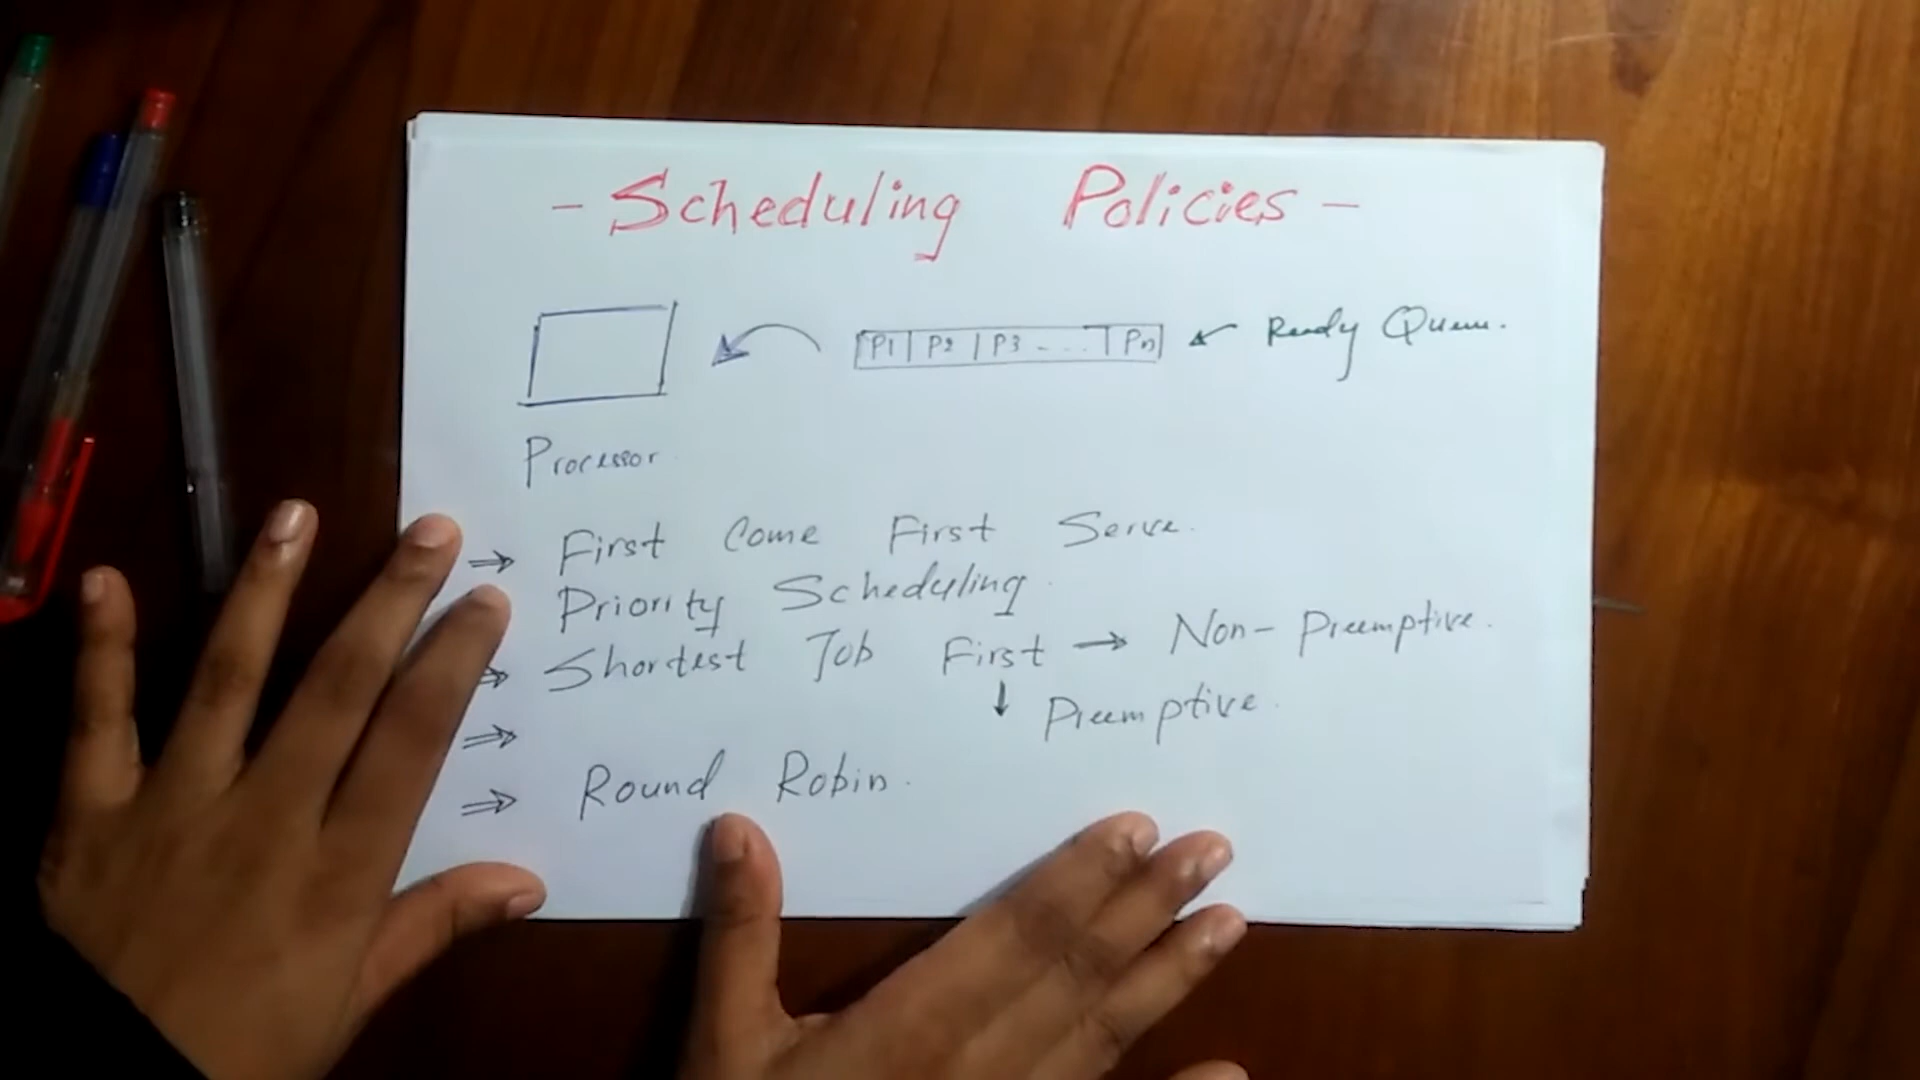 - Scheduling Policies -
P1 P2 P3 - . . . Pn ← Ready Queue.
Processor
⇒ First Come First Serve.
Priority Scheduling
⇒ Shortest Job First → Non-Preemptive.
↓ Preemptive.
⇒
⇒ Round Robin.